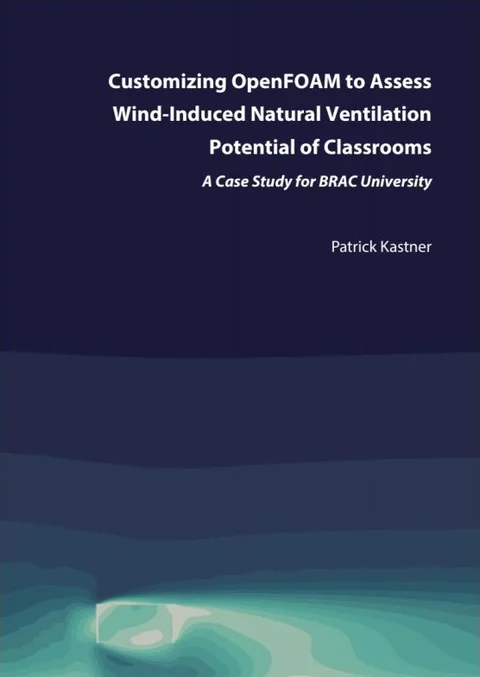 Customizing OpenFOAM to Assess
Wind-Induced Natural Ventilation
Potential of Classrooms
A Case Study for BRAC University
Patrick Kastner